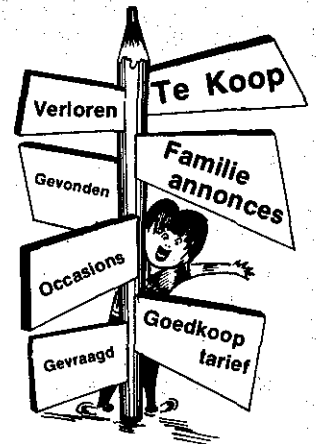 Te Koop
Verloren
Familie
annonces
Gevonden
Occasions
Goedkoop
tarief
Gevraagd